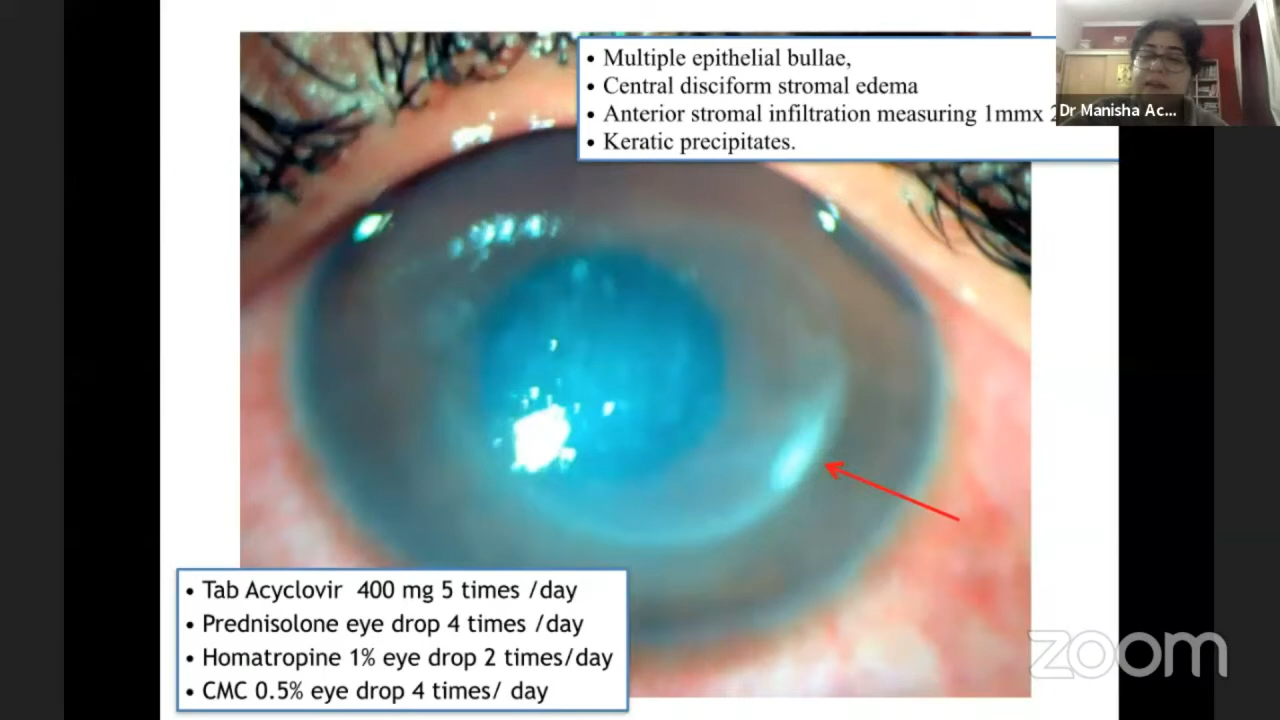 • Multiple epithelial bullae,
• Central disciform stromal edema
• Anterior stromal infiltration measuring 1mmx
• Keratic precipitates.
Dr Manisha Ac...
• Tab Acyclovir 400 mg 5 times /day
• Prednisolone eye drop 4 times /day
• Homatropine 1% eye drop 2 times/day
• CMC 0.5% eye drop 4 times/ day
zoom